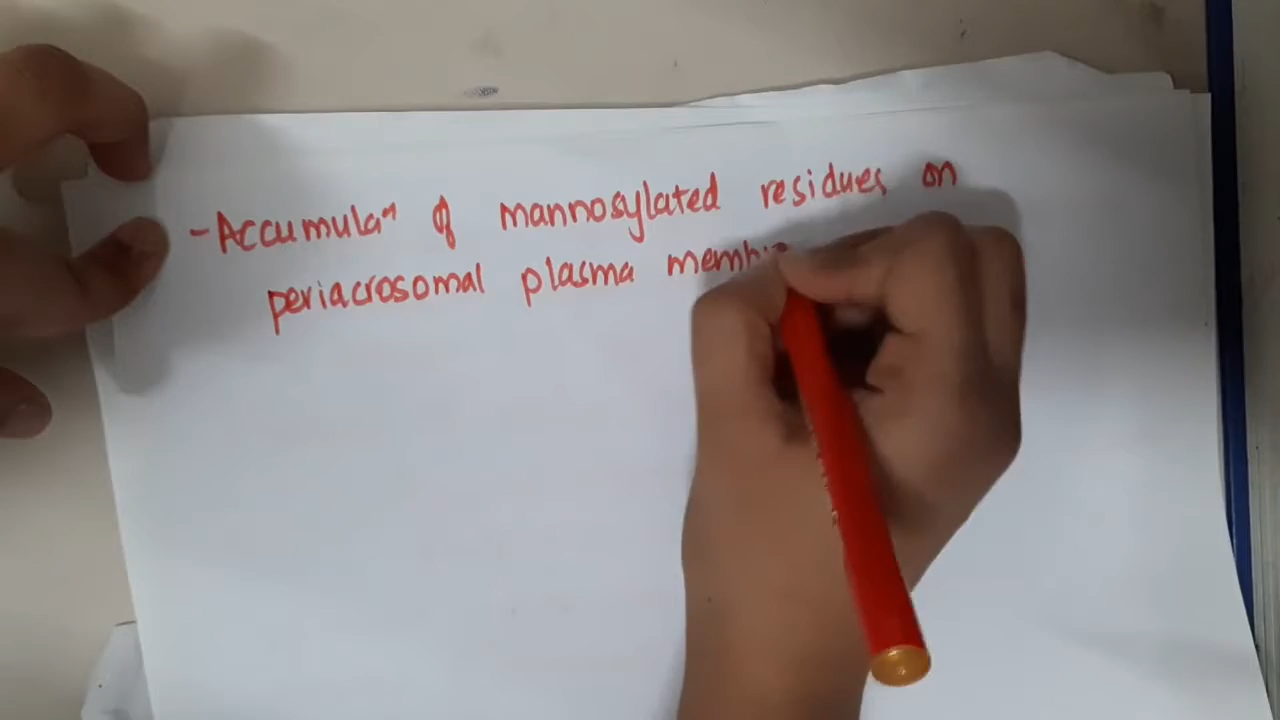 - Accumulaⁿ of mannosylated residues on
periacrosomal plasma